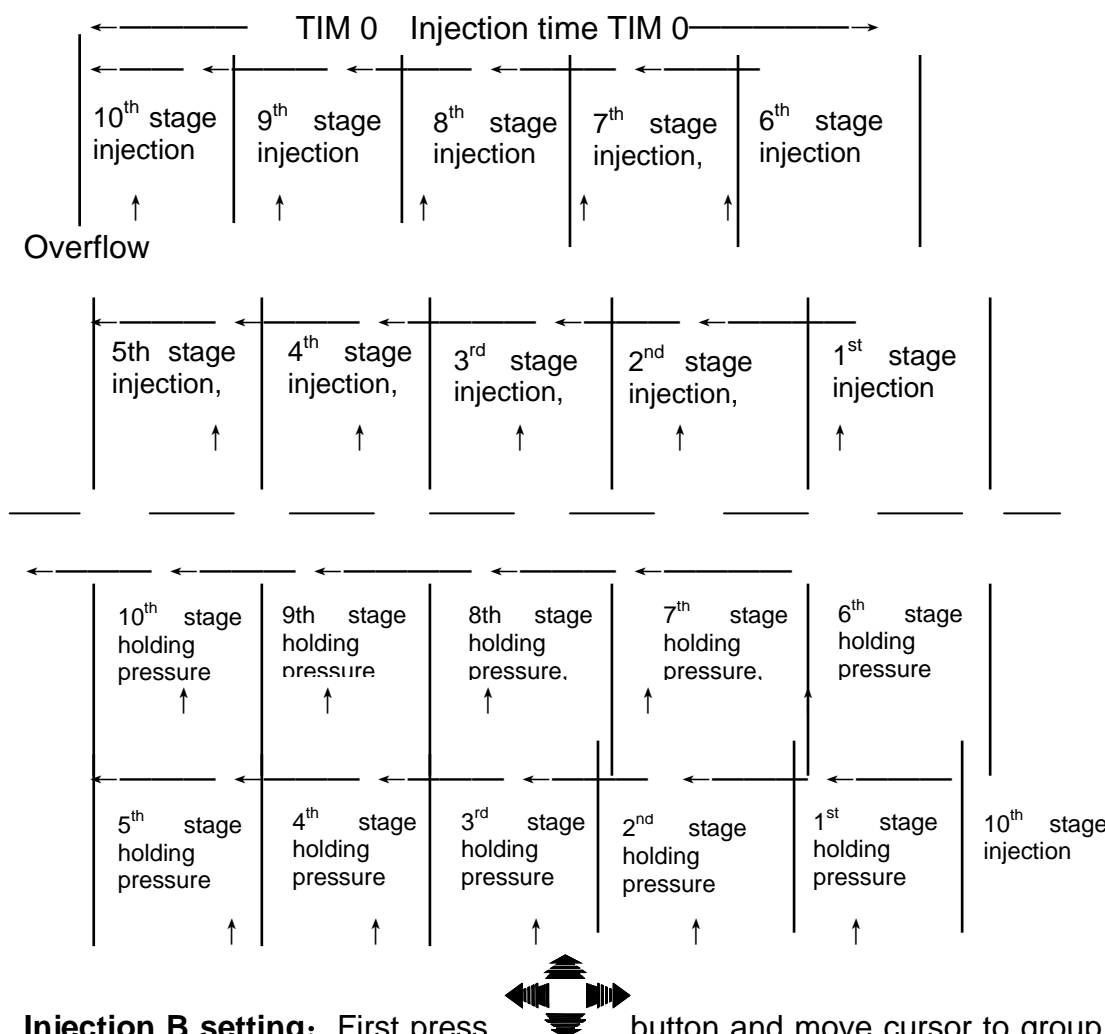 TIM 0 Injection time TIM 0
10th stage 9th stage 8th stage 7th stage 6th stage
injection injection injection injection, injection
Overflow
5th stage 4th stage 3rd stage 2nd stage 1st stage
injection, injection, injection, injection, injection
10th stage 9th stage 8th stage 7th stage 6th stage
holding holding holding holding holding
pressure pressure pressure, pressure, pressure
5th stage 4th stage 3rd stage 2nd stage 1st stage 10th stage
holding holding holding holding holding injection
pressure pressure pressure pressure pressure
Injection B setting: First press button and move cursor to group